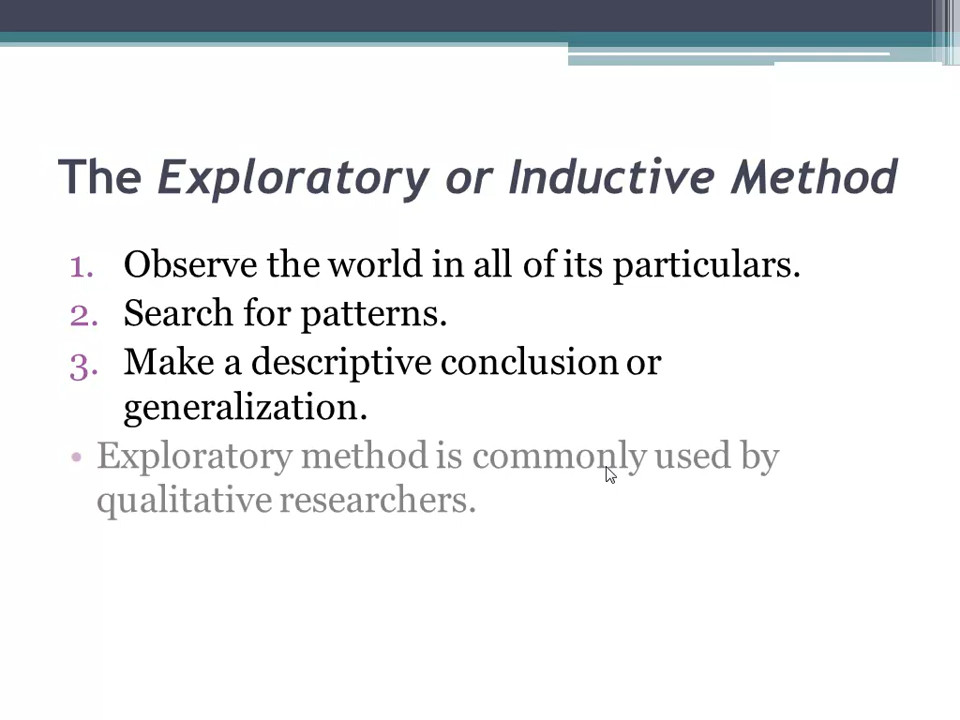 The Exploratory or Inductive Method
1. Observe the world in all of its particulars.
2. Search for patterns.
3. Make a descriptive conclusion or
generalization.
• Exploratory method is commonly used by
qualitative researchers.